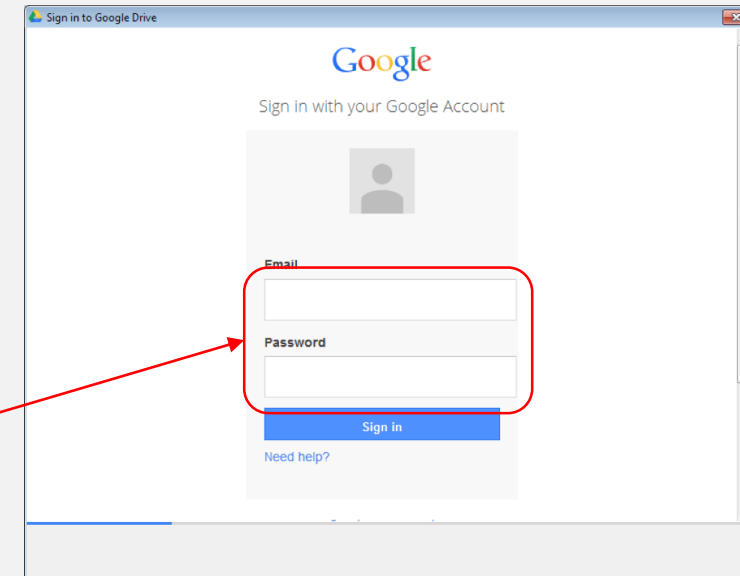 Sign in to Google Drive
Google
Sign in with your Google Account
Email
Password
Sign in
Need help?